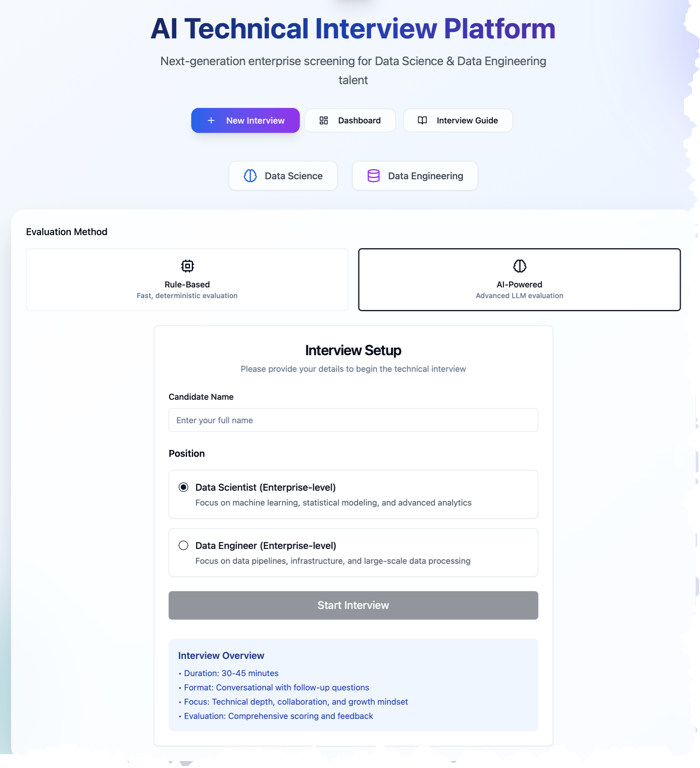 AI Technical Interview Platform
Next-generation enterprise screening for Data Science & Data Engineering
talent
New Interview
Dashboard
Interview Guide
Data Science
Data Engineering
Evaluation Method
Rule-Based
Fast, deterministic evaluation
AI-Powered
Advanced LLM evaluation
Interview Setup
Please provide your details to begin the technical interview
Candidate Name
Enter your full name
Position
Data Scientist (Enterprise-level)
Focus on machine learning, statistical modeling, and advanced analytics
Data Engineer (Enterprise-level)
Focus on data pipelines, infrastructure, and large-scale data processing
Start Interview
Interview Overview
• Duration: 30-45 minutes
• Format: Conversational with follow-up questions
• Focus: Technical depth, collaboration, and growth mindset
• Evaluation: Comprehensive scoring and feedback